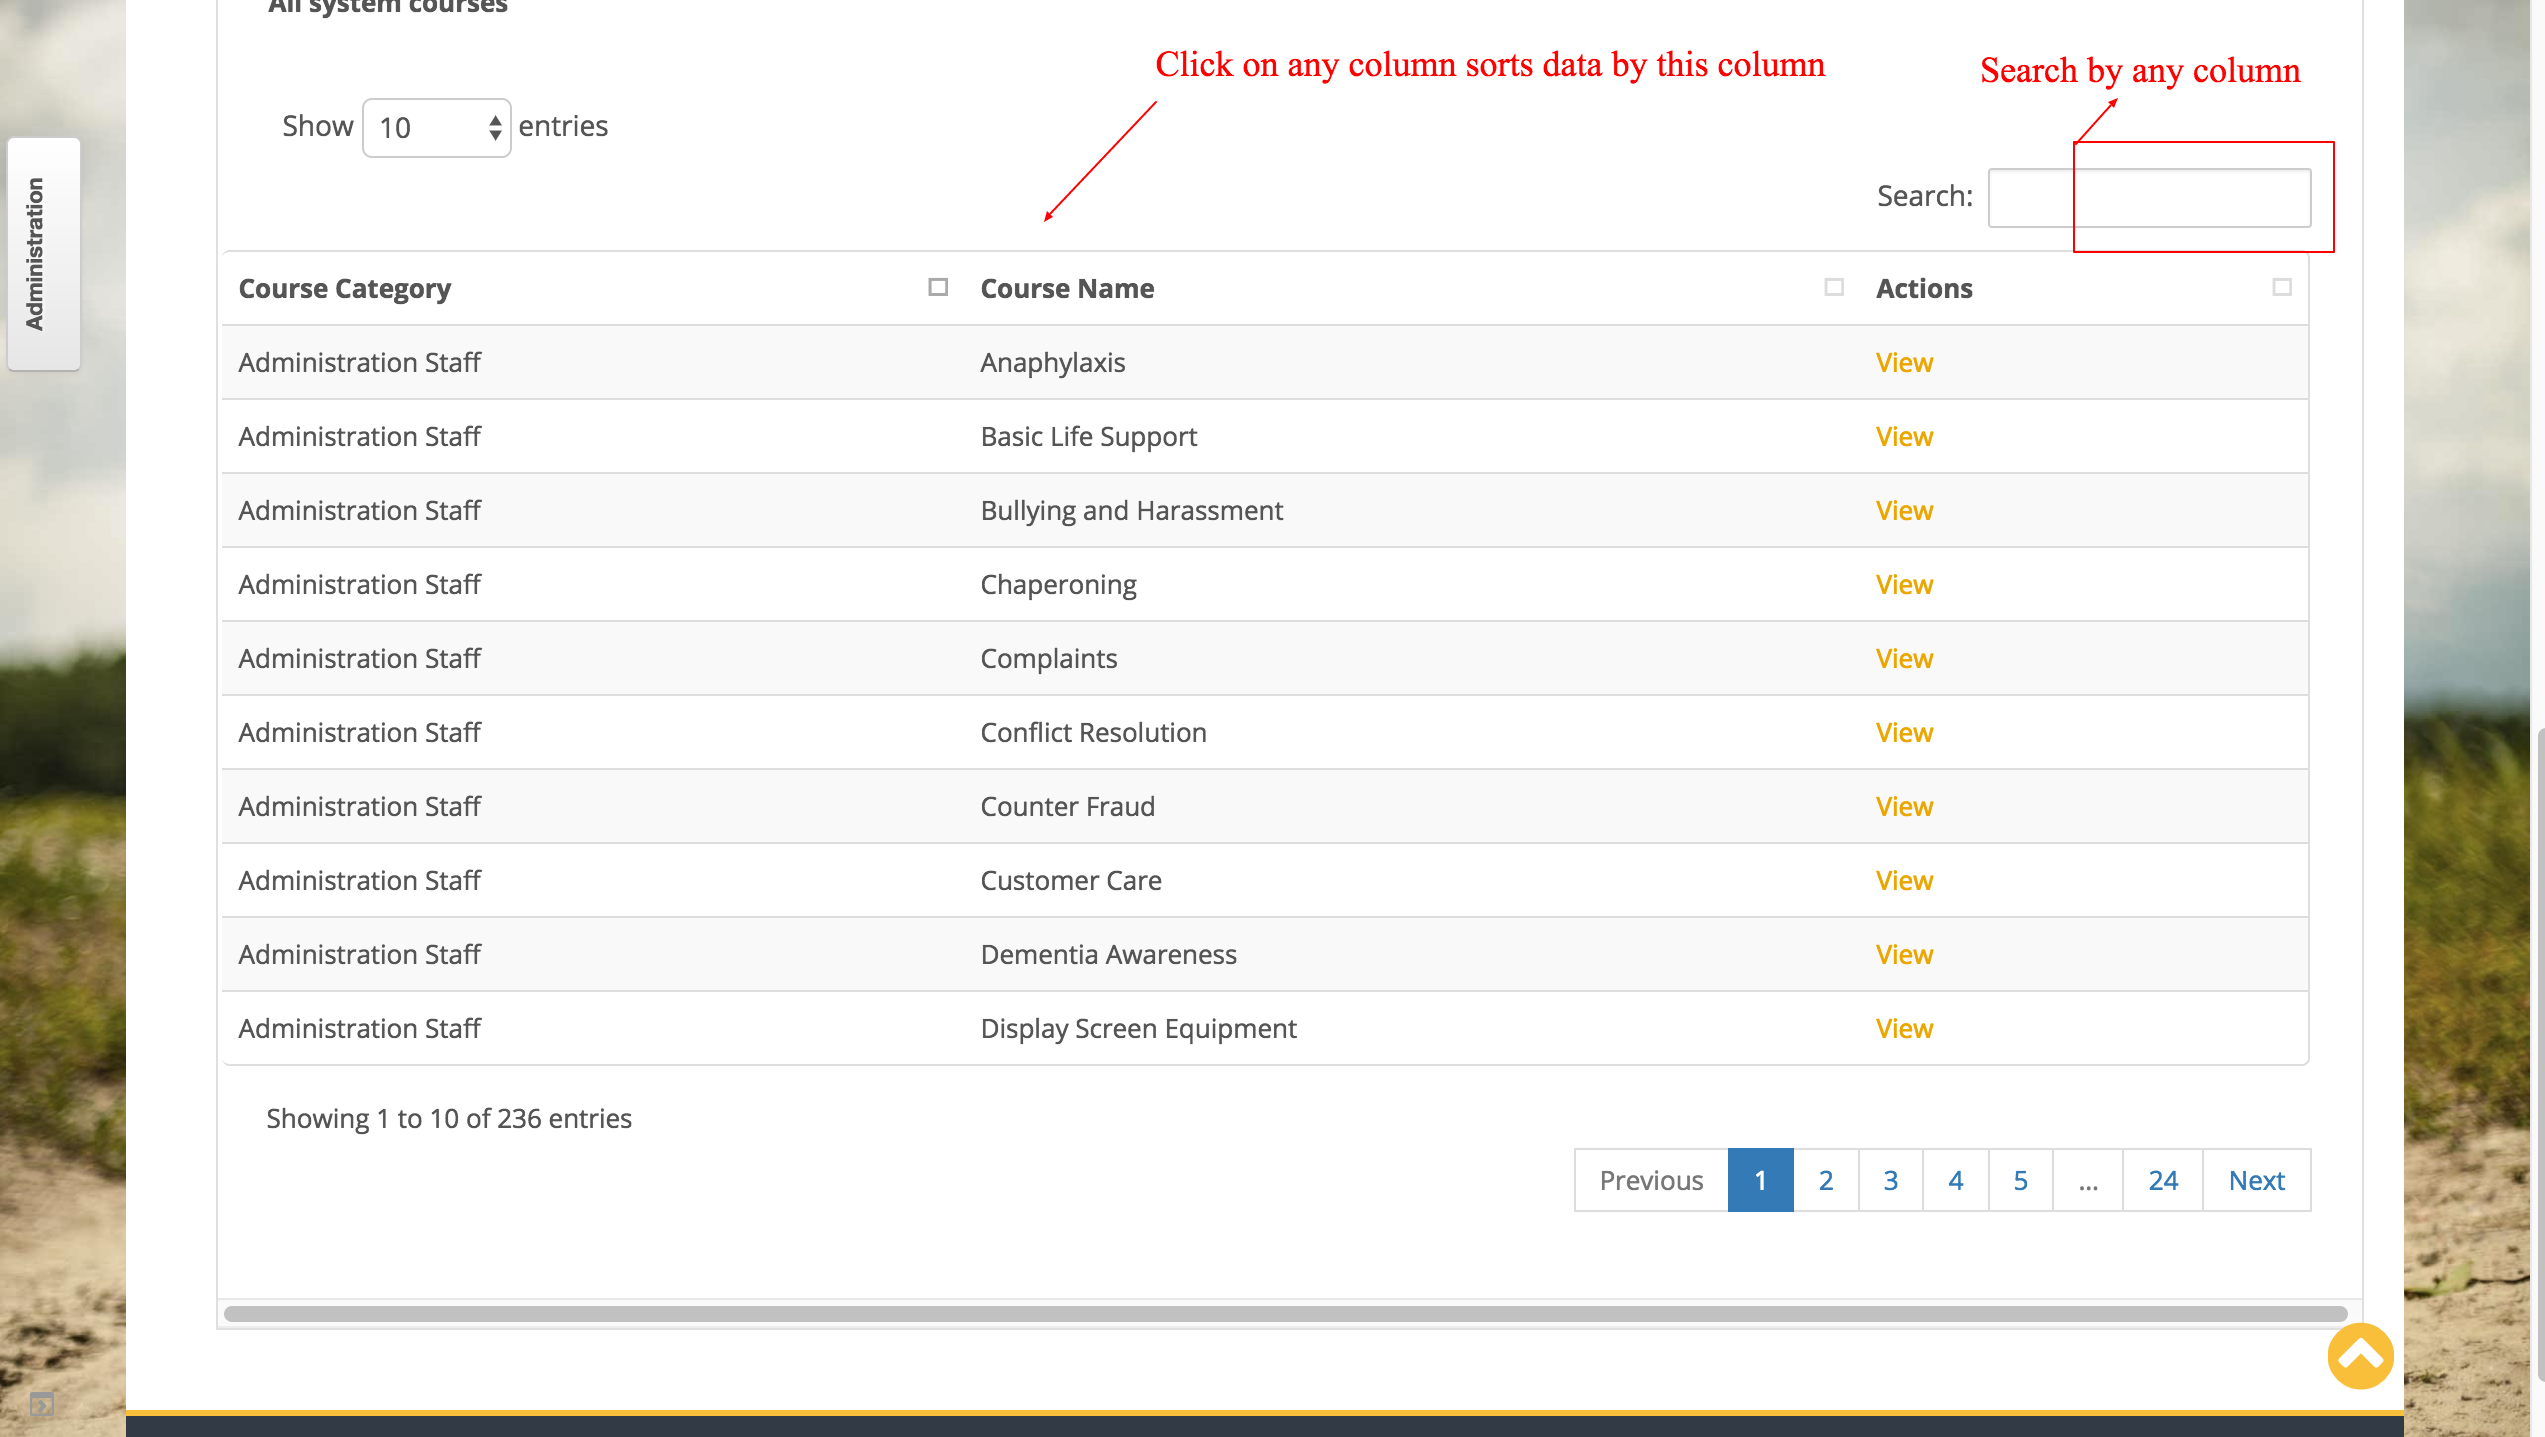 All system courses
Click on any column sorts data by this column
Search by any column
Show 10 entries
Search:
Administration
Course Category Course Name Actions
Administration Staff Anaphylaxis View
Administration Staff Basic Life Support View
Administration Staff Bullying and Harassment View
Administration Staff Chaperoning View
Administration Staff Complaints View
Administration Staff Conflict Resolution View
Administration Staff Counter Fraud View
Administration Staff Customer Care View
Administration Staff Dementia Awareness View
Administration Staff Display Screen Equipment View
Showing 1 to 10 of 236 entries
Previous 1 2 3 4 5 ... 24 Next